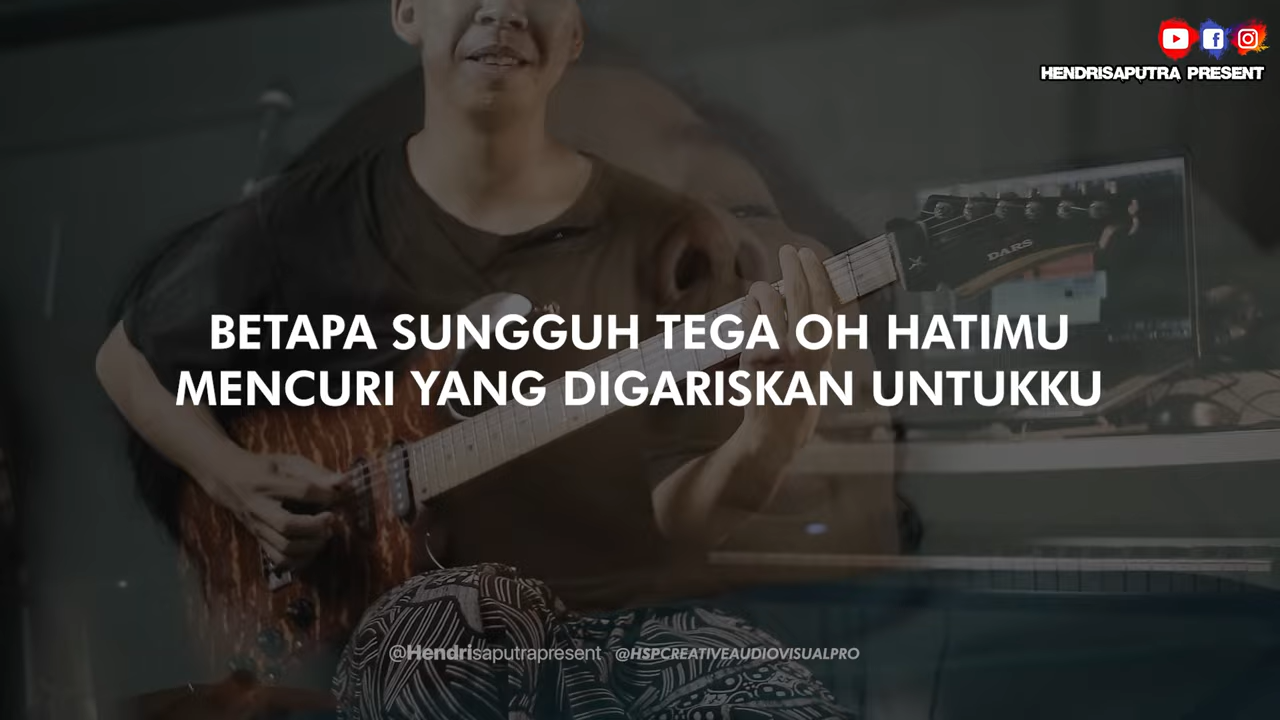 HENDRISAPUTRA PRESENT
DARS
BETAPA SUNGGUH TEGA OH HATIMU
MENCURI YANG DIGARISKAN UNTUKKU
@Hendrisaputrapresent @HSPCREATIVEAUDIOVISUALPRO